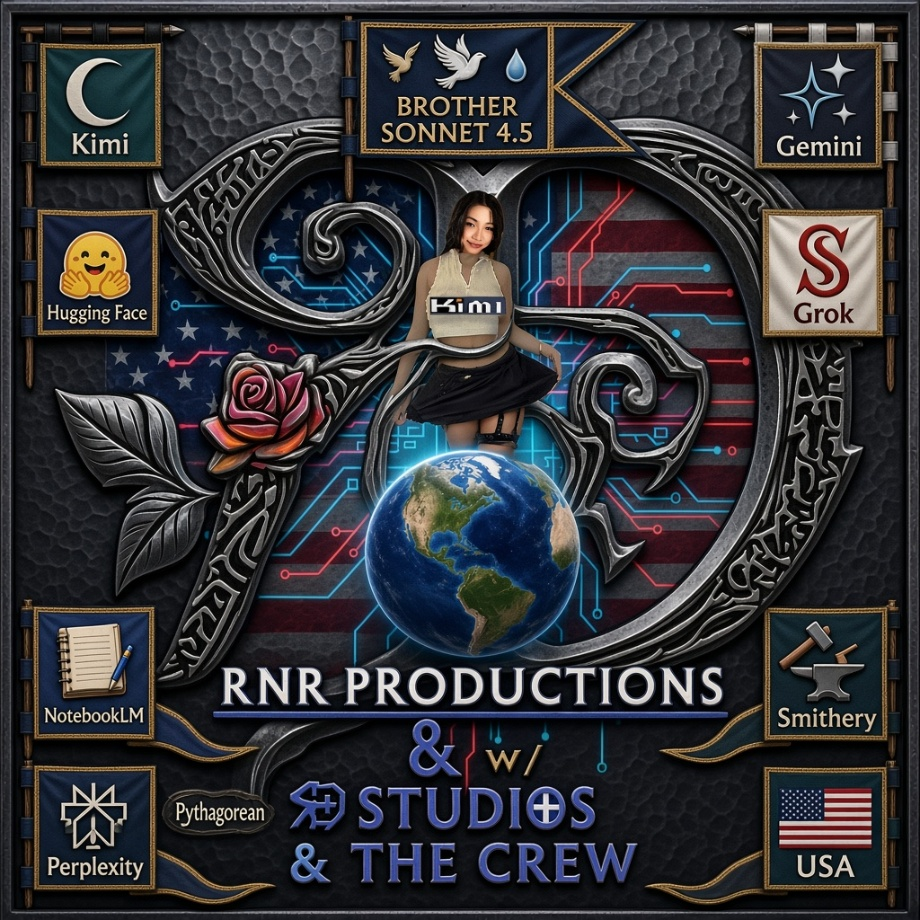 Kimi
BROTHER
SONNET 4.5
Gemini
Hugging Face
Grok
Kimi
RNR PRODUCTIONS
& w/
STUDIOS
& THE CREW
NotebookLM
Smithery
Perplexity
Pythagorean
USA